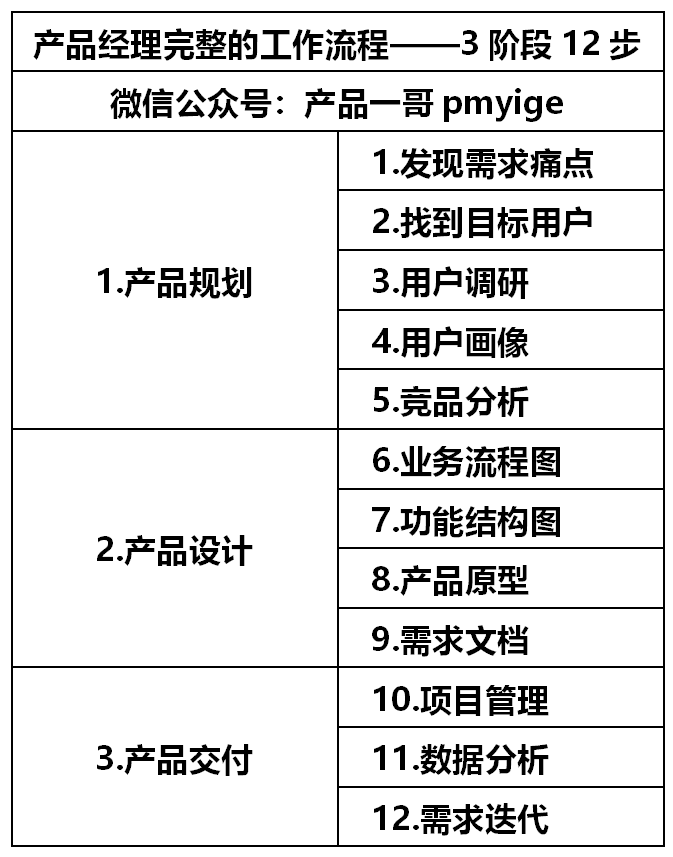 产品经理完整的工作流程——3 阶段 12 步
微信公众号：产品一哥 pmyige
1.产品规划
1.发现需求痛点
2.找到目标用户
3.用户调研
4.用户画像
5.竞品分析
2.产品设计
6.业务流程图
7.功能结构图
8.产品原型
9.需求文档
3.产品交付
10.项目管理
11.数据分析
12.需求迭代